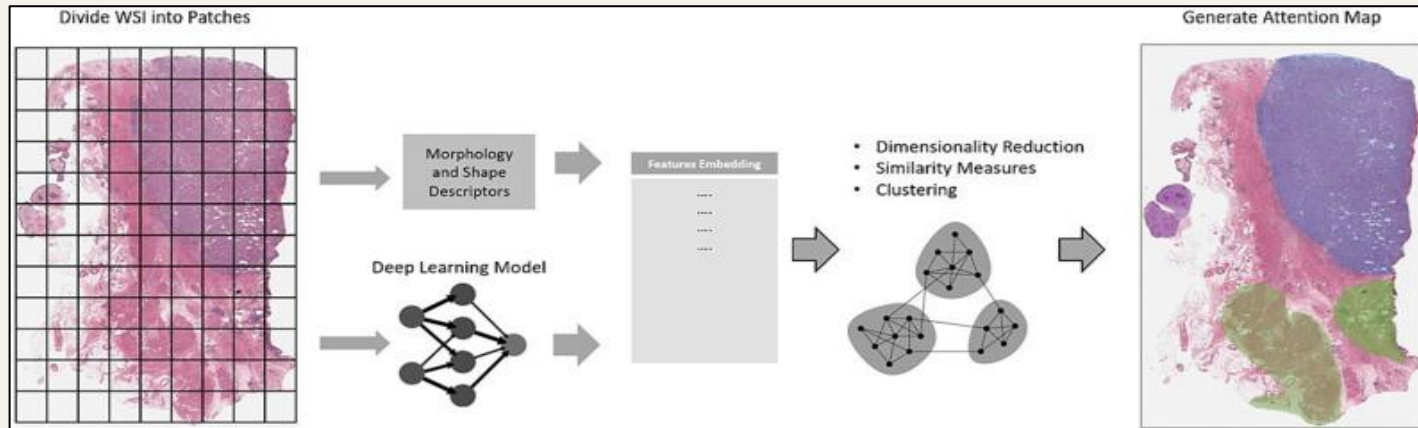 Divide WSI into Patches
Generate Attention Map
Morphology
and Shape
Descriptors
Features Embedding
....
....
....
....
• Dimensionality Reduction
• Similarity Measures
• Clustering
Deep Learning Model